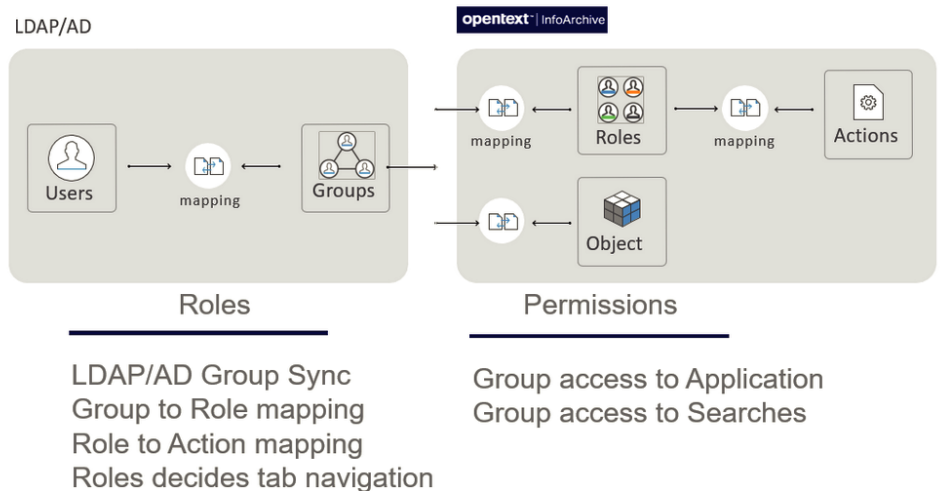 LDAP/AD
opentext™ | InfoArchive
Users
mapping
Groups
mapping
Roles
mapping
Actions
Object
Roles
LDAP/AD Group Sync
Group to Role mapping
Role to Action mapping
Roles decides tab navigation
Permissions
Group access to Application
Group access to Searches